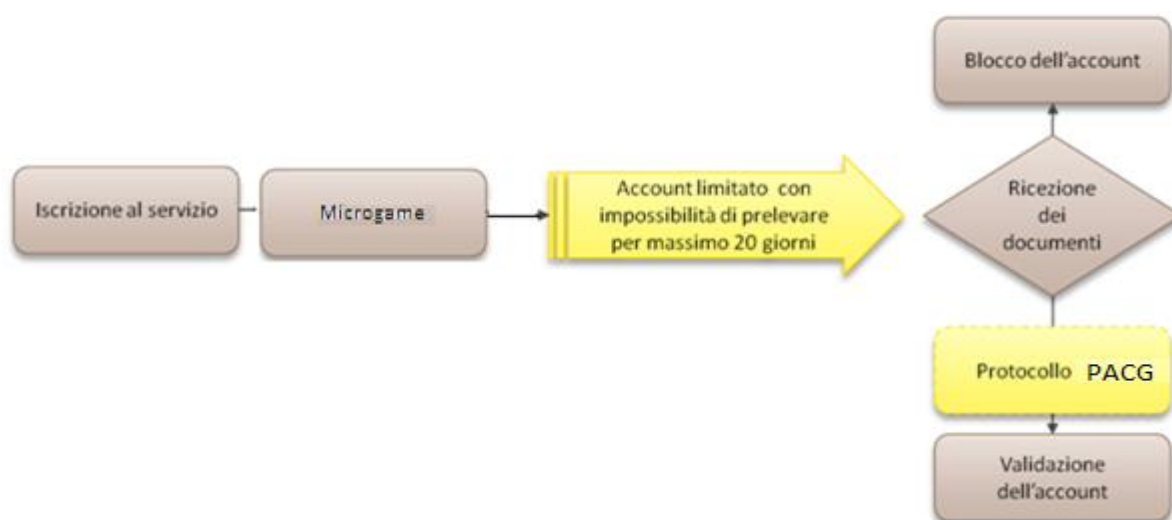 Iscrizione al servizio
Microgame
Account limitato con
impossibilità di prelevare
per massimo 20 giorni
Blocco dell'account
Ricezione
dei
documenti
Protocollo PACG
Validazione
dell'account